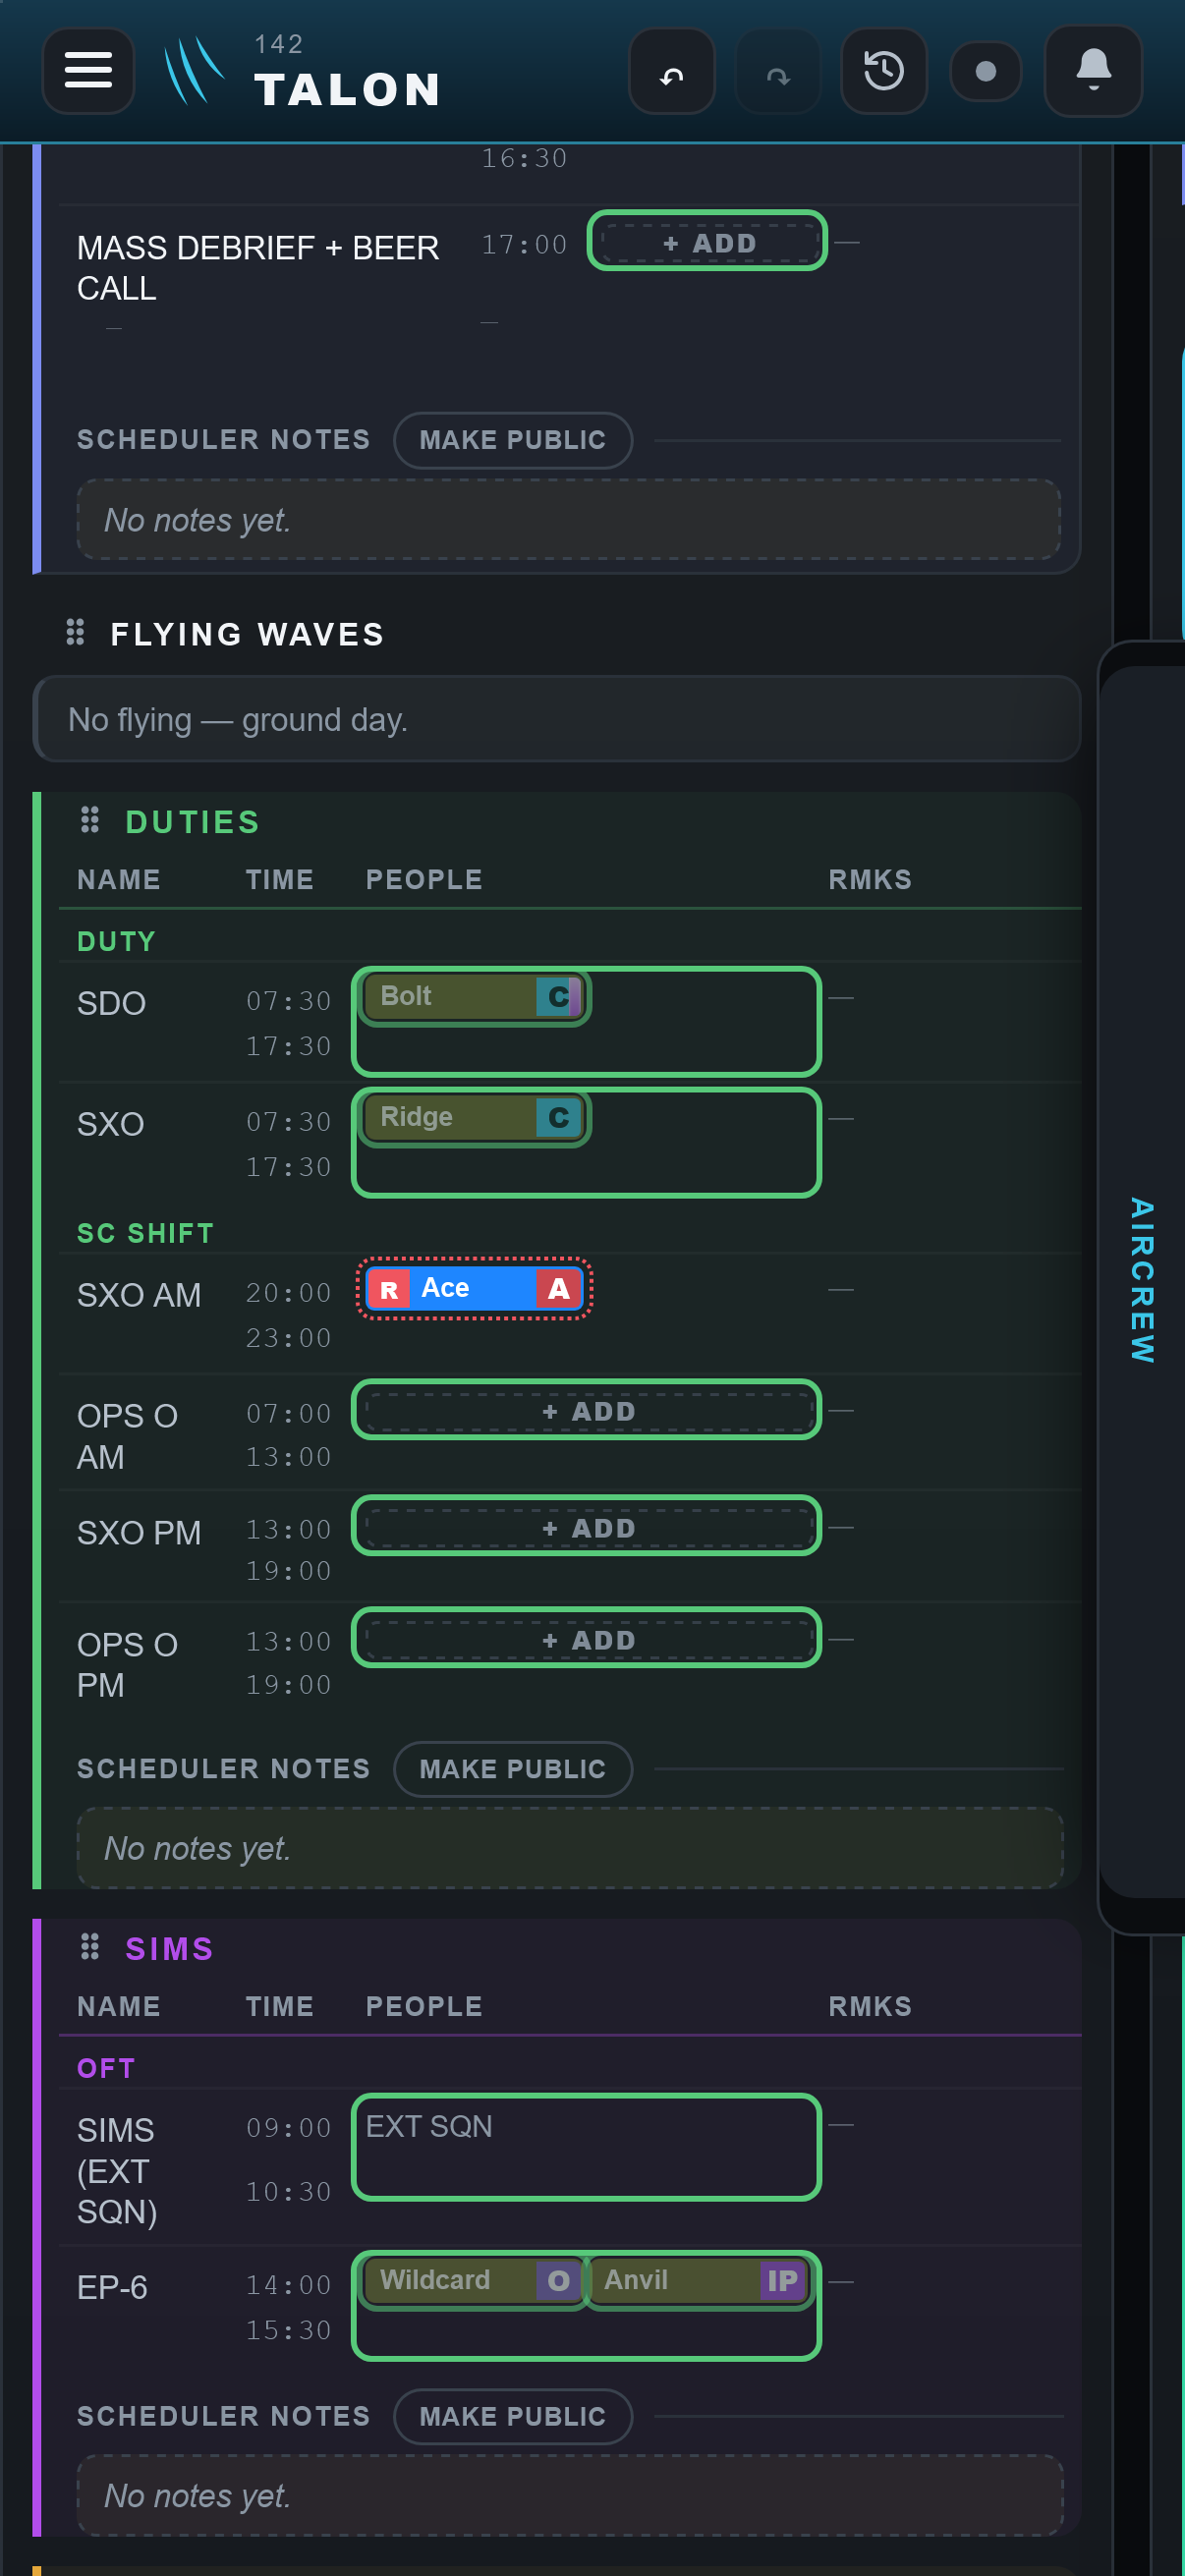 142
TALON
16:30
MASS DEBRIEF + BEER CALL 17:00 + ADD —
— —
SCHEDULER NOTES MAKE PUBLIC
No notes yet.
FLYING WAVES
No flying — ground day.
DUTIES
NAME TIME PEOPLE RMKS
DUTY
SDO 07:30 Bolt C —
17:30
SXO 07:30 Ridge C —
17:30
SC SHIFT
SXO AM 20:00 R Ace A —
23:00
OPS O AM 07:00 + ADD —
13:00
SXO PM 13:00 + ADD —
19:00
OPS O PM 13:00 + ADD —
19:00
SCHEDULER NOTES MAKE PUBLIC
No notes yet.
AIRCREW
SIMS
NAME TIME PEOPLE RMKS
OFT
SIMS (EXT SQN) 09:00 EXT SQN —
10:30
EP-6 14:00 Wildcard O Anvil IP —
15:30
SCHEDULER NOTES MAKE PUBLIC
No notes yet.